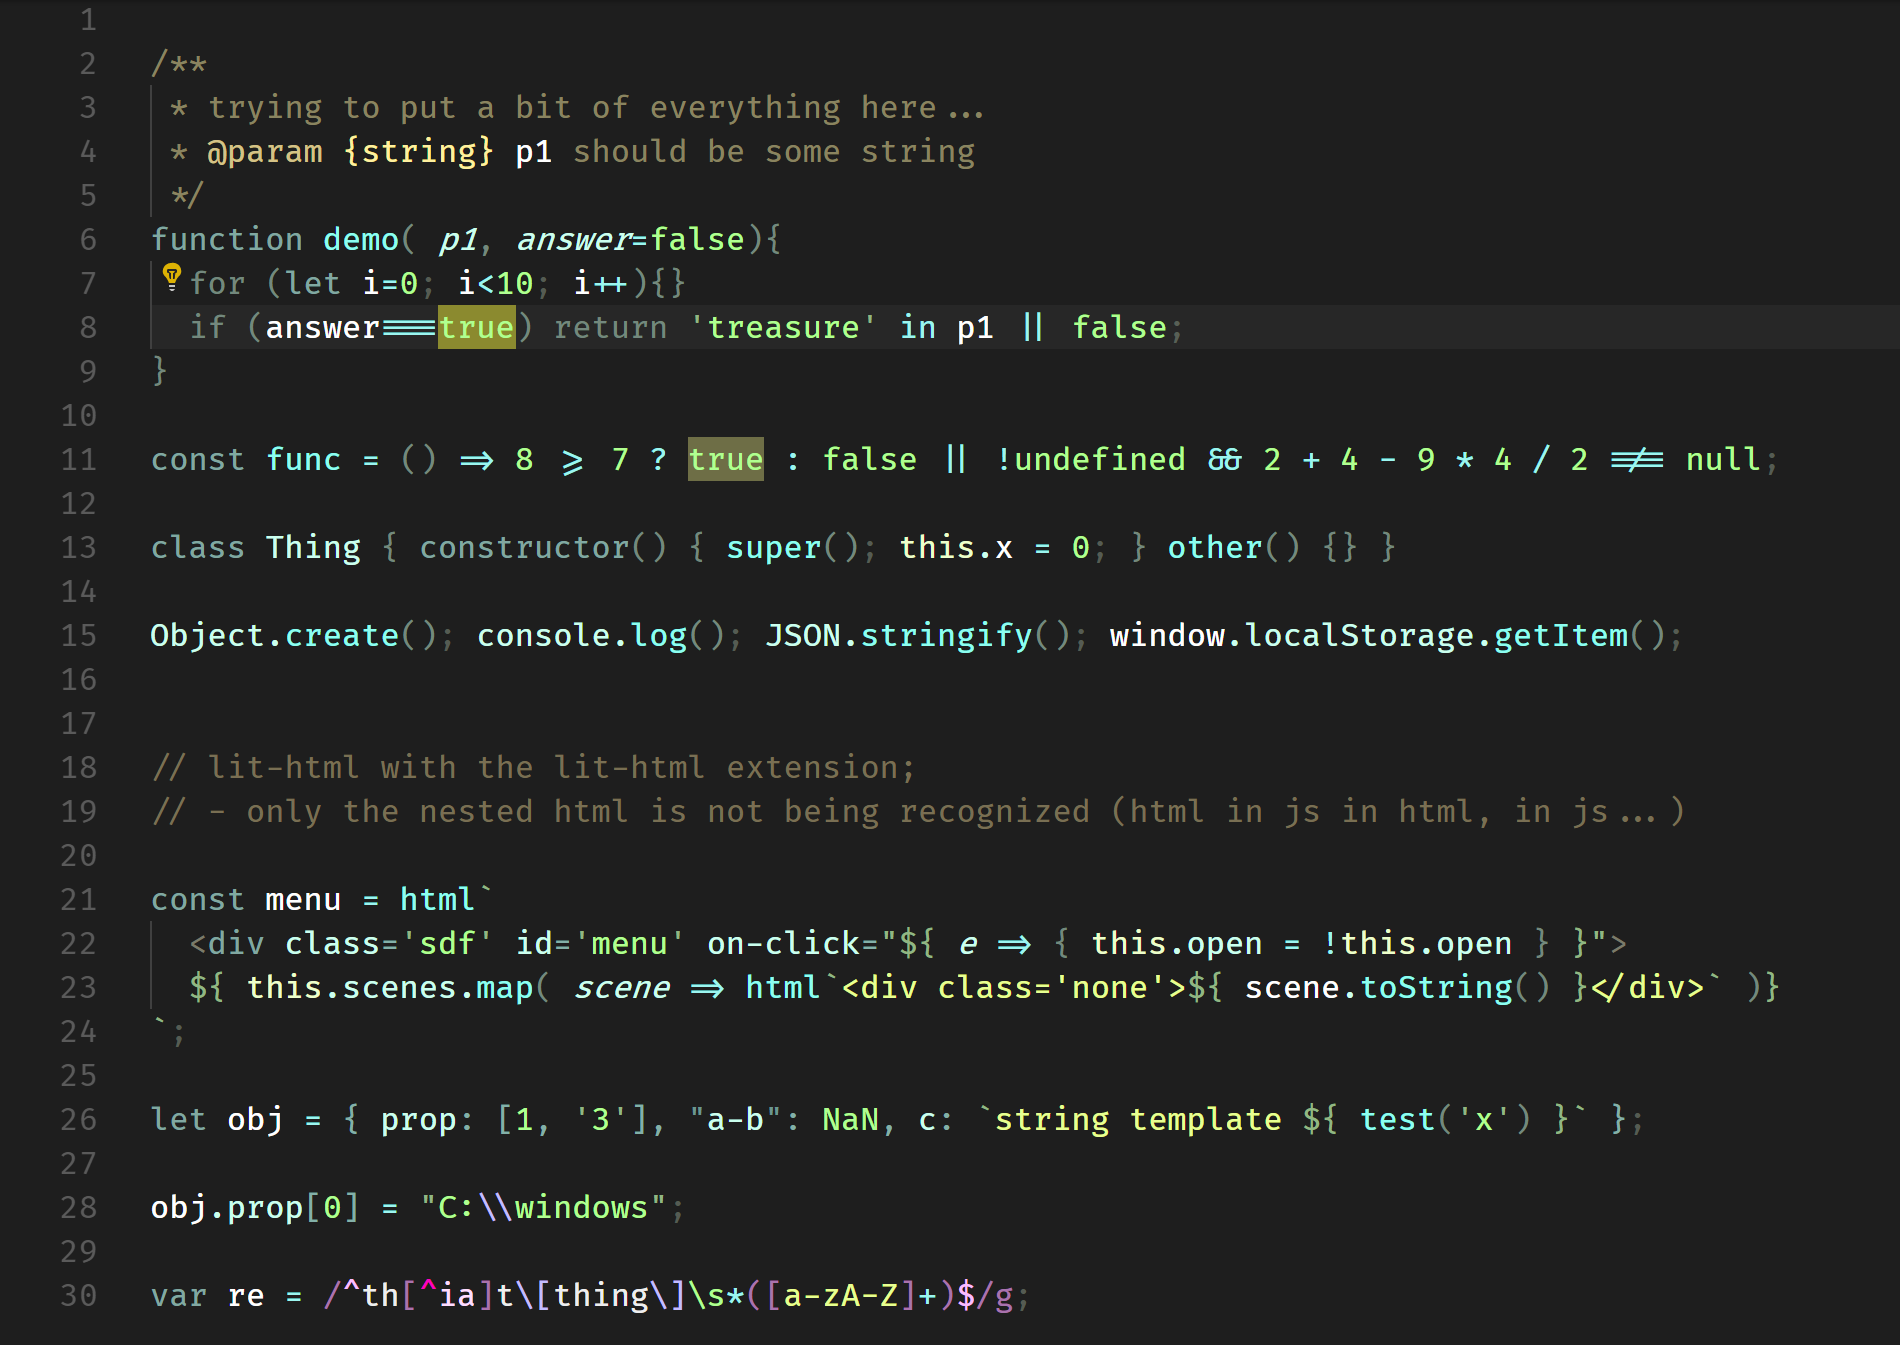 1
2 /**
3  * trying to put a bit of everything here...
4  * @param {string} p1 should be some string
5  */
6 function demo( p1, answer=false){
7   for (let i=0; i<10; i++){}
8   if (answer===true) return 'treasure' in p1 || false;
9 }
10
11 const func = () => 8 >= 7 ? true : false || !undefined && 2 + 4 - 9 * 4 / 2 !== null;
12
13 class Thing { constructor() { super(); this.x = 0; } other() {} }
14
15 Object.create(); console.log(); JSON.stringify(); window.localStorage.getItem();
16
17
18 // lit-html with the lit-html extension;
19 // - only the nested html is not being recognized (html in js in html, in js...)
20
21 const menu = html`
22   <div class='sdf' id='menu' on-click="${ e => { this.open = !this.open } }">
23   ${ this.scenes.map( scene => html`<div class='none'>${ scene.toString() }</div>` )}
24 `;
25
26 let obj = { prop: [1, '3'], "a-b": NaN, c: `string template ${ test('x') }` };
27
28 obj.prop[0] = "C:\\windows";
29
30 var re = /^th[^ia]t\[thing\]\s*([a-zA-Z]+)$/g;